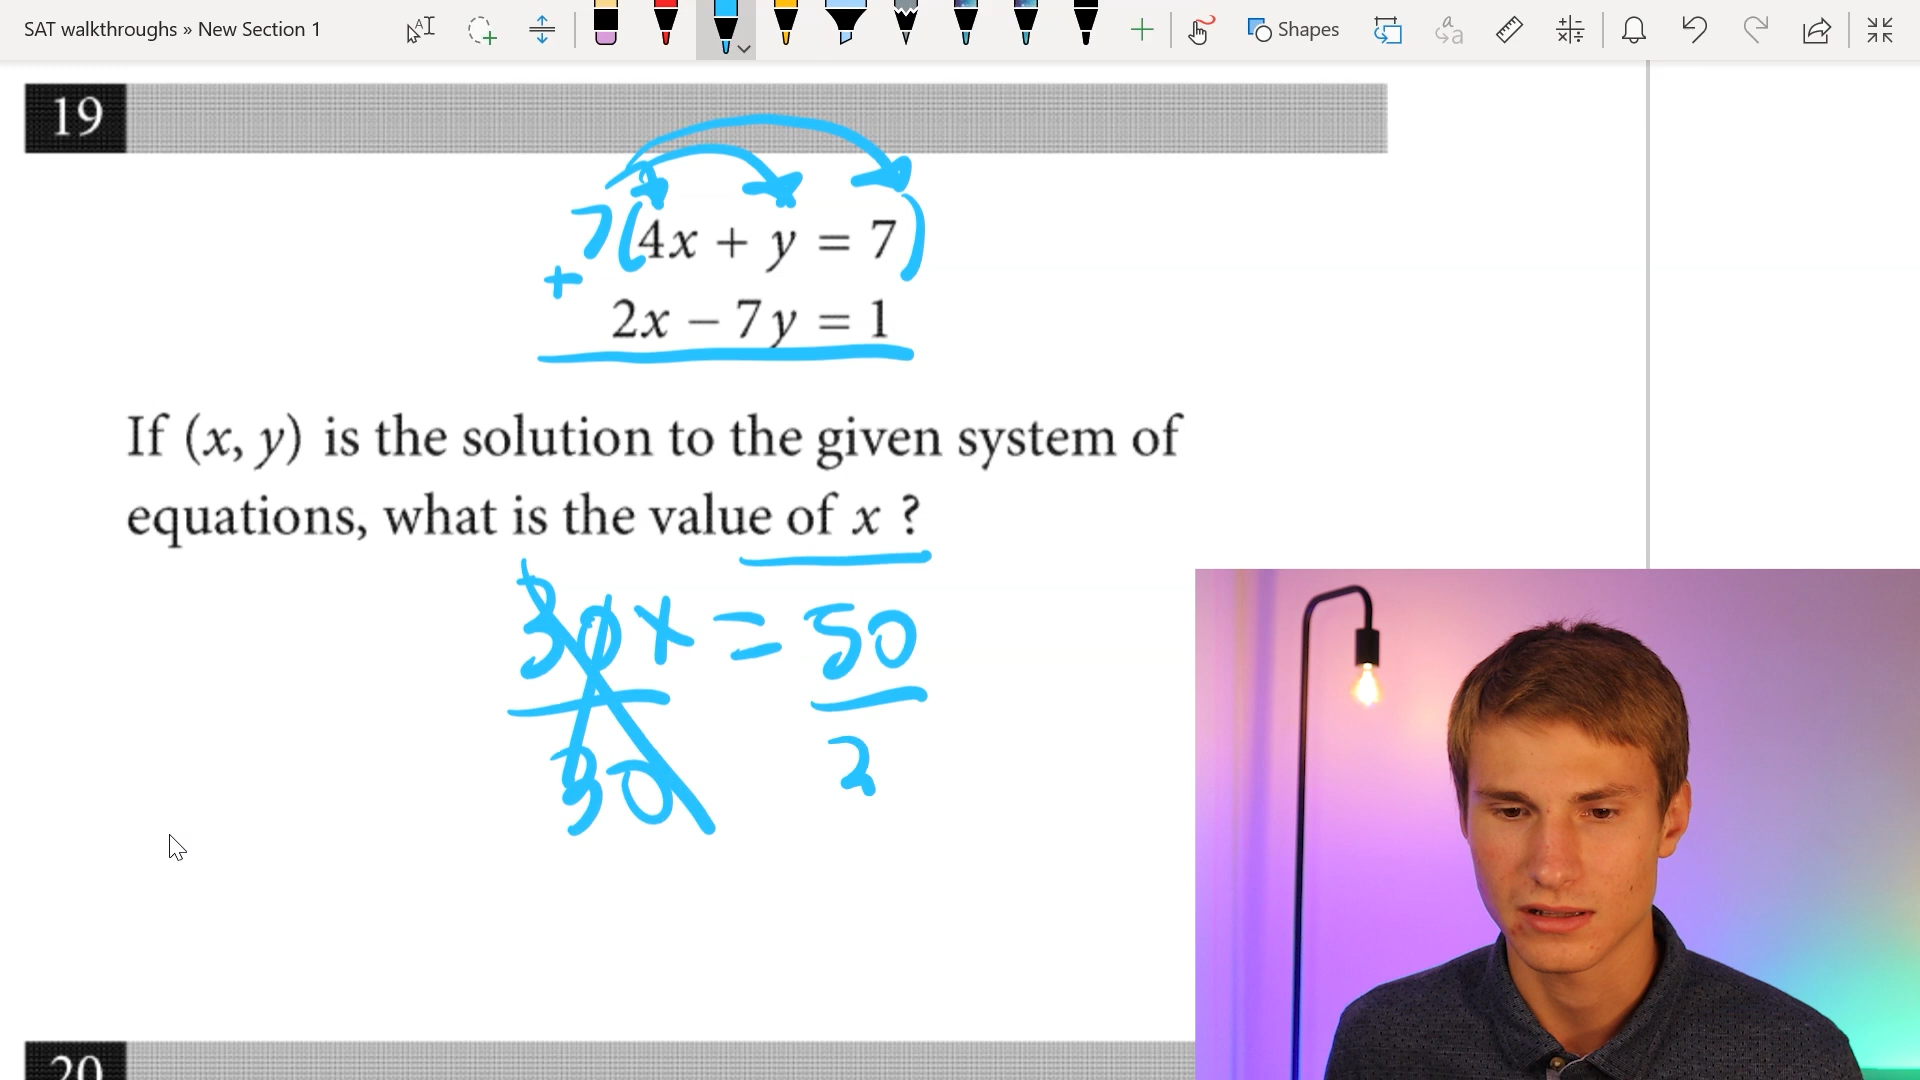 SAT walkthroughs » New Section 1
Shapes
19
7(4x + y = 7)
+
2x − 7y = 1
If (x, y) is the solution to the given system of
equations, what is the value of x ?
30x = 50
30
20